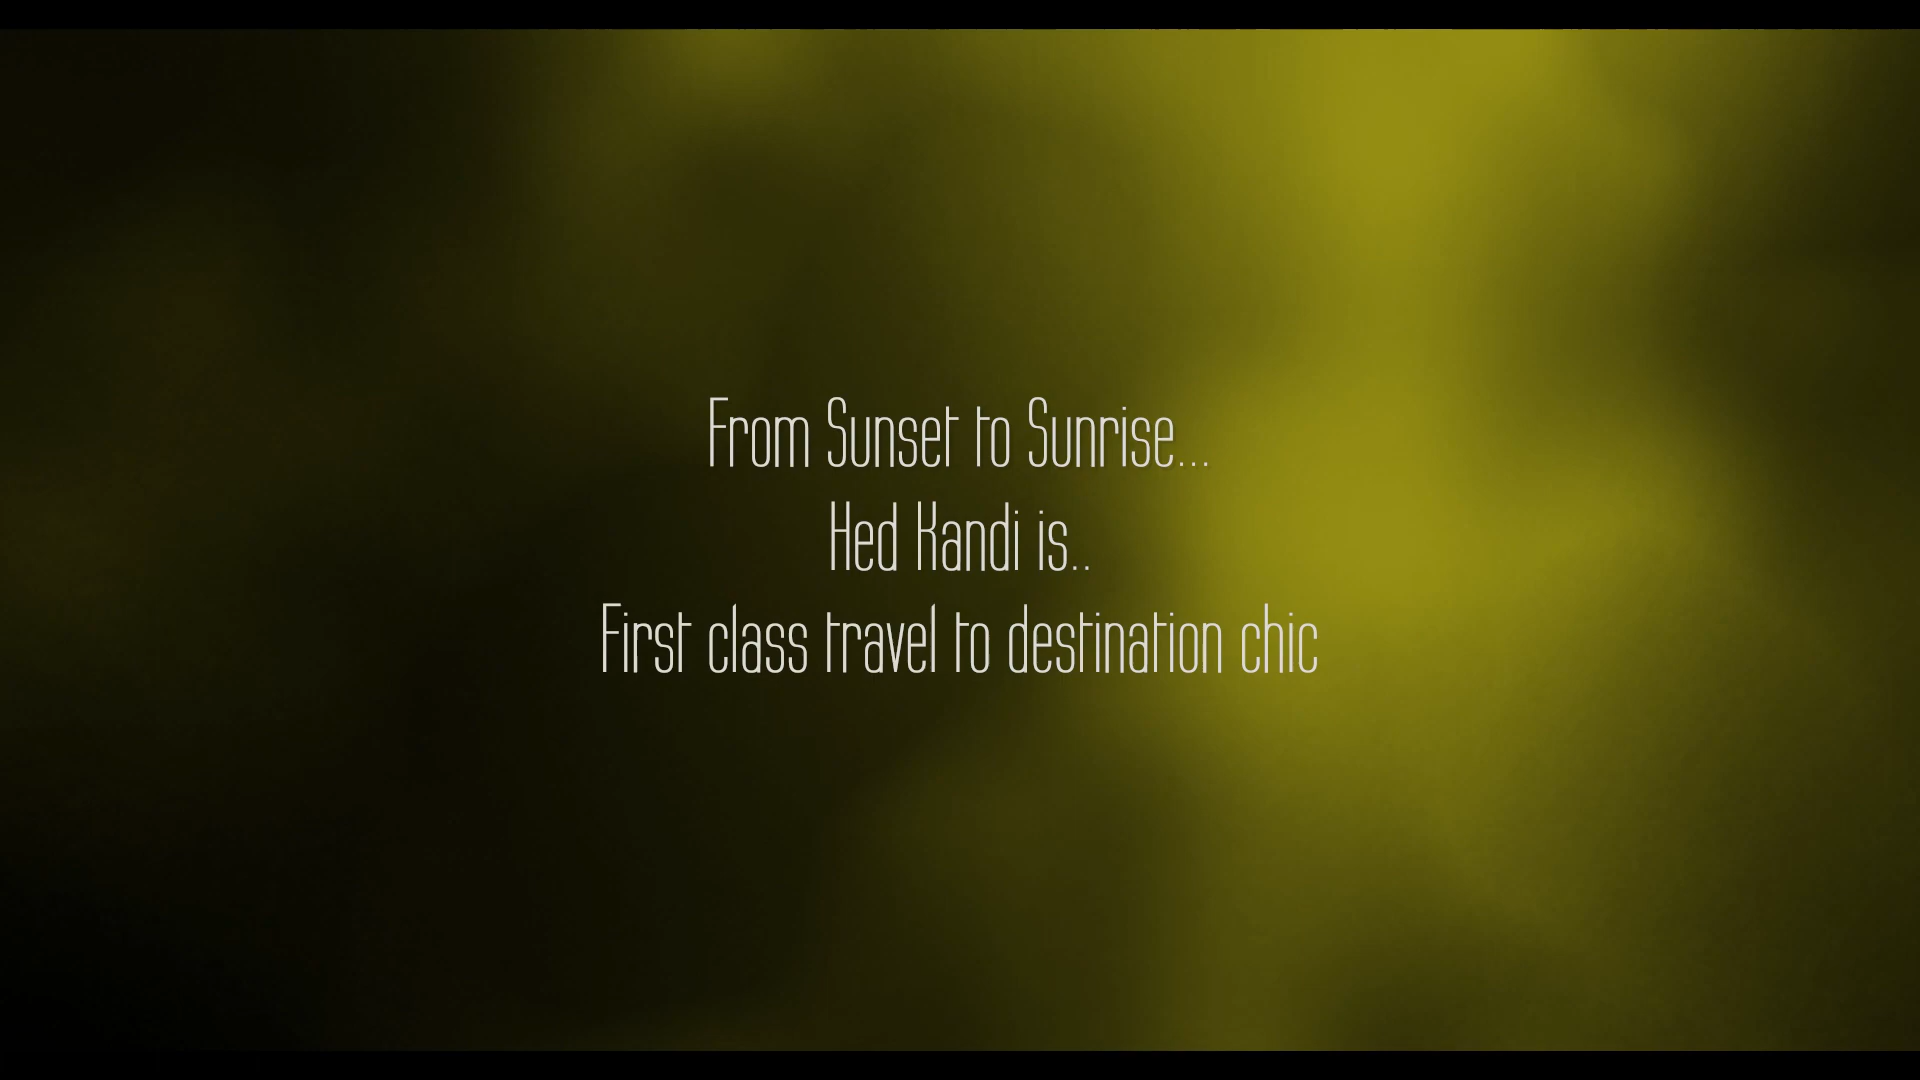 From Sunset to Sunrise...
Hed Kandi is..
First class travel to destination chic